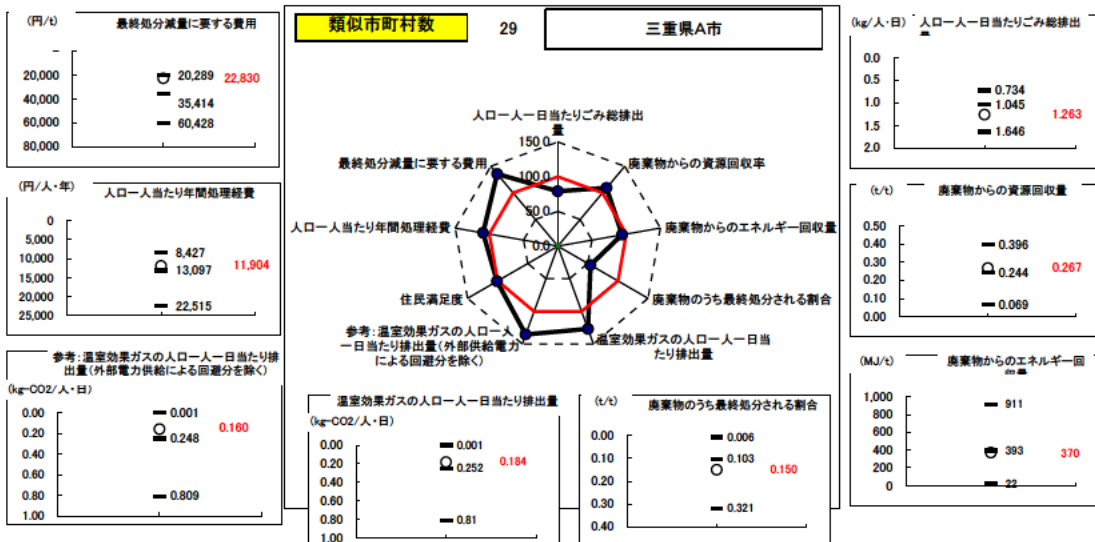 類似市町村数
29
三重県A市
(円/t)
最終処分減量に要する費用
20,000
40,000
60,000
80,000
20,289
35,414
60,428
22,830
(円/人・年)
人口一人当たり年間処理経費
0
5,000
10,000
15,000
20,000
25,000
8,427
13,097
22,515
11,904
参考:温室効果ガスの人口一人一日当たり排
出量(外部電力供給による回避分を除く)
(kg-CO2/人・日)
0.00
0.20
0.40
0.60
0.80
1.00
0.001
0.248
0.809
0.160
人口一人一日当たりごみ総排出
量
廃棄物からの資源回収率
廃棄物からのエネルギー回収量
廃棄物のうち最終処分される割合
温室効果ガスの人口一人一日当
たり排出量
参考:温室効果ガスの人口一人
一日当たり排出量(外部供給電力
による回避分を除く)
住民満足度
人口一人当たり年間処理経費
最終処分減量に要する費用
150.0
100.0
50.0
0.0
温室効果ガスの人口一人一日当たり排出量
(kg-CO2/人・日)
0.00
0.20
0.40
0.60
0.80
1.00
0.001
0.252
0.81
0.184
(t/t)
廃棄物のうち最終処分される割合
0.00
0.10
0.20
0.30
0.40
0.006
0.103
0.321
0.150
(kg/人・日)
人口一人一日当たりごみ総排出
0.0
0.5
1.0
1.5
2.0
0.734
1.045
1.646
1.263
(t/t)
廃棄物からの資源回収量
0.50
0.40
0.30
0.20
0.10
0.00
0.396
0.244
0.069
0.267
(MJ/t)
廃棄物からのエネルギー回
1,000
800
600
400
200
0
911
393
22
370